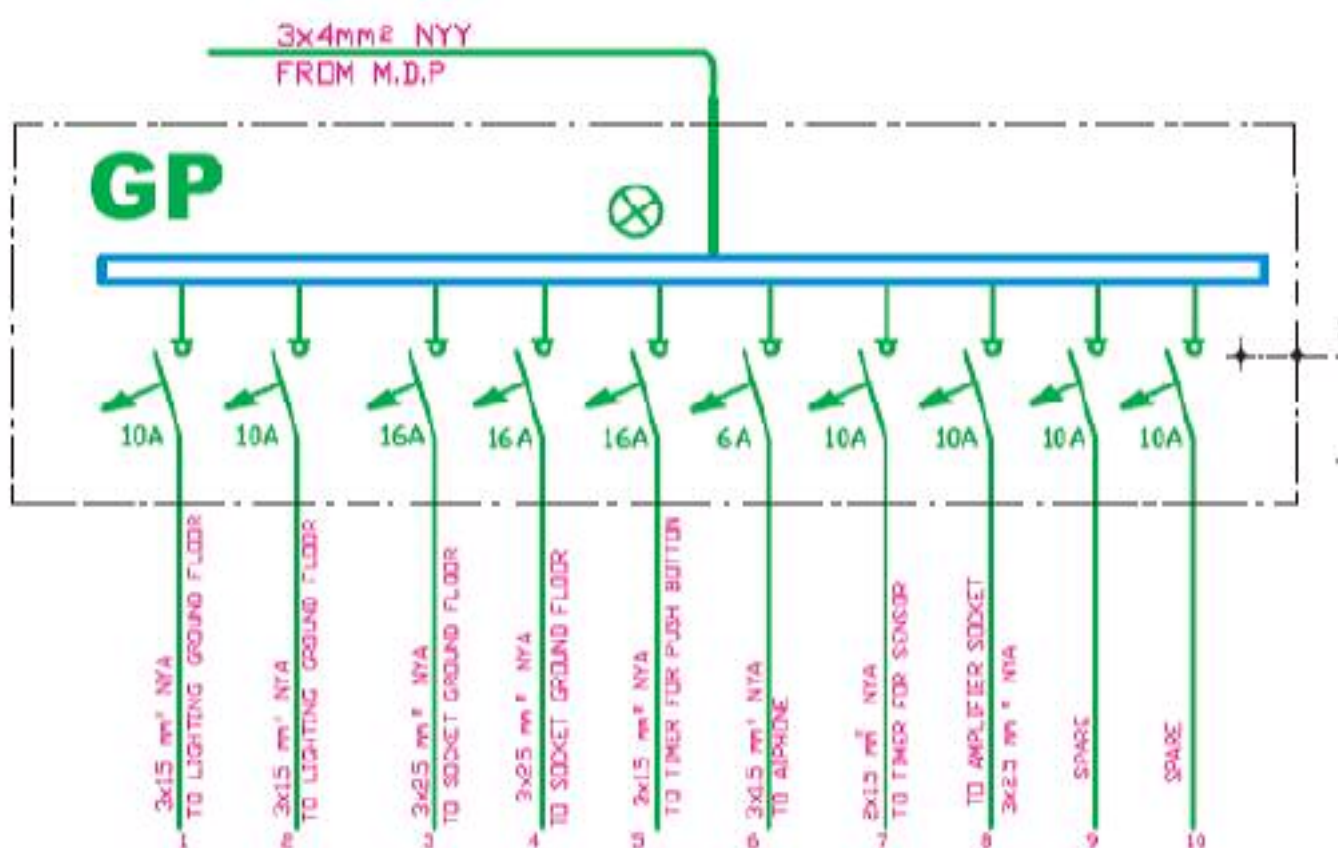 3x4mm² NYY
FROM M.D.P
GP
10A
10A
16A
16A
16A
6A
10A
10A
10A
10A
3x1.5 mm² NYA
TO LIGHTING GROUND FLOOR
3x1.5 mm² NYA
TO LIGHTING GROUND FLOOR
3x2.5 mm² NYA
TO SOCKET GROUND FLOOR
3x2.5 mm² NYA
TO SOCKET GROUND FLOOR
2x1.5 mm² NYA
TO TIMER FOR PUSH BOTTON
3x1.5 mm² NYA
TO AIPHONE
2x1.5 mm² NYA
TO TIMER FOR SENSOR
TO AMPLIFIER SOCKET
3x2.5 mm² NYA
SPARE
SPARE
1
2
3
4
5
6
7
8
9
10